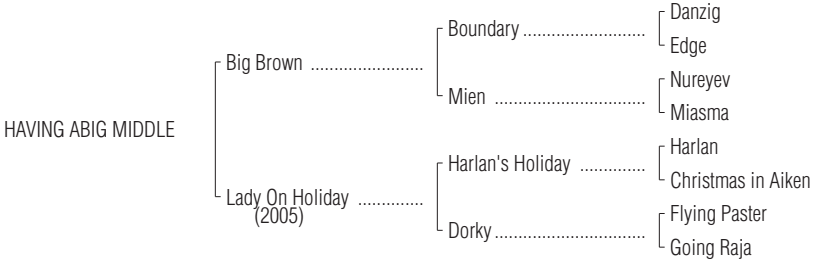 Danzig
Boundary ..........................
Edge
Big Brown ........................
Nureyev
Mien ................................
Miasma
HAVING ABIG MIDDLE
Harlan
Harlan's Holiday ..............
Christmas in Aiken
Lady On Holiday ..............
(2005)
Flying Paster
Dorky ................................
Going Raja